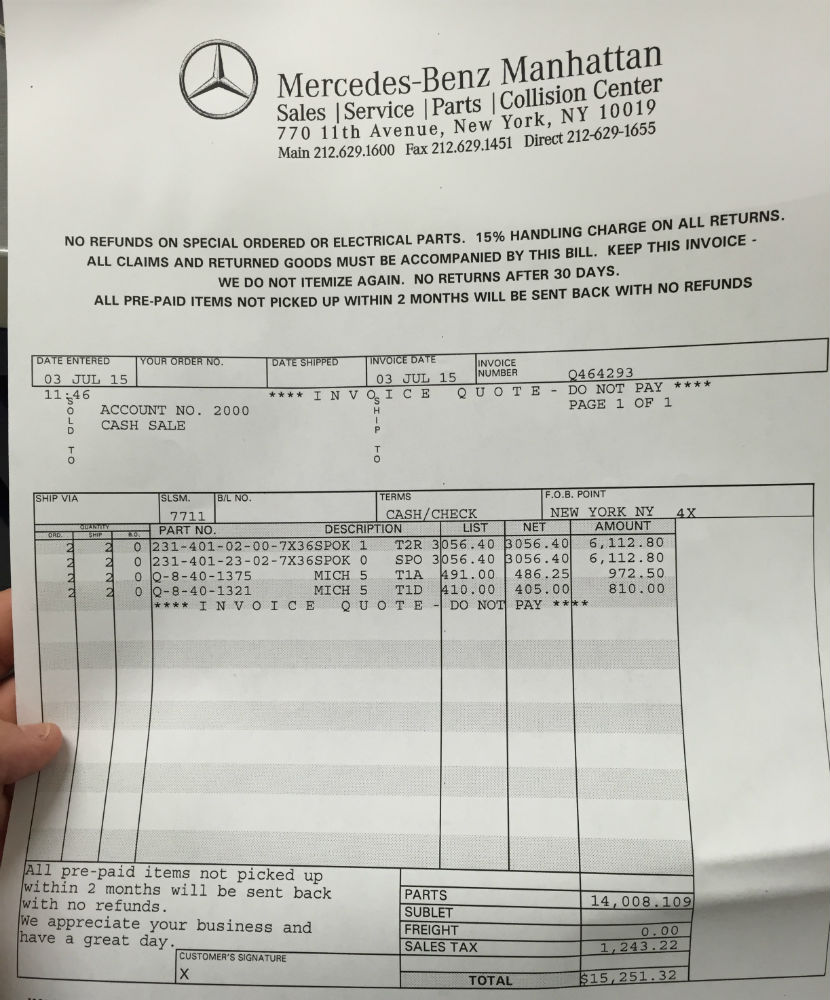 Mercedes-Benz Manhattan
Sales | Service | Parts | Collision Center
770 11th Avenue, New York, NY 10019
Main 212.629.1600 Fax 212.629.1451 Direct 212-629-1655
NO REFUNDS ON SPECIAL ORDERED OR ELECTRICAL PARTS. 15% HANDLING CHARGE ON ALL RETURNS.
ALL CLAIMS AND RETURNED GOODS MUST BE ACCOMPANIED BY THIS BILL. KEEP THIS INVOICE -
WE DO NOT ITEMIZE AGAIN. NO RETURNS AFTER 30 DAYS.
ALL PRE-PAID ITEMS NOT PICKED UP WITHIN 2 MONTHS WILL BE SENT BACK WITH NO REFUNDS
DATE ENTERED YOUR ORDER NO. DATE SHIPPED INVOICE DATE INVOICE NUMBER
03 JUL 15 03 JUL 15 Q464293
11:46 **** I N V O I C E Q U O T E - DO NOT PAY ****
SOLD TO ACCOUNT NO. 2000 SHIP TO PAGE 1 OF 1
CASH SALE
SHIP VIA SLSM. B/L NO. TERMS F.O.B. POINT
7711 CASH/CHECK NEW YORK NY 4X
QUANTITY
ORD. SHIP B.O. PART NO. DESCRIPTION LIST NET AMOUNT
2 2 0 231-401-02-00-7X36SPOK 1 T2R 3056.40 3056.40 6,112.80
2 2 0 231-401-23-02-7X36SPOK 0 SPO 3056.40 3056.40 6,112.80
2 2 0 Q-8-40-1375 MICH 5 T1A 491.00 486.25 972.50
2 2 0 Q-8-40-1321 MICH 5 T1D 410.00 405.00 810.00
**** I N V O I C E Q U O T E - DO NOT PAY ****
All pre-paid items not picked up
within 2 months will be sent back
with no refunds.
We appreciate your business and
have a great day.
CUSTOMER'S SIGNATURE
X
PARTS 14,008.109
SUBLET
FREIGHT 0.00
SALES TAX 1,243.22
TOTAL $15,251.32